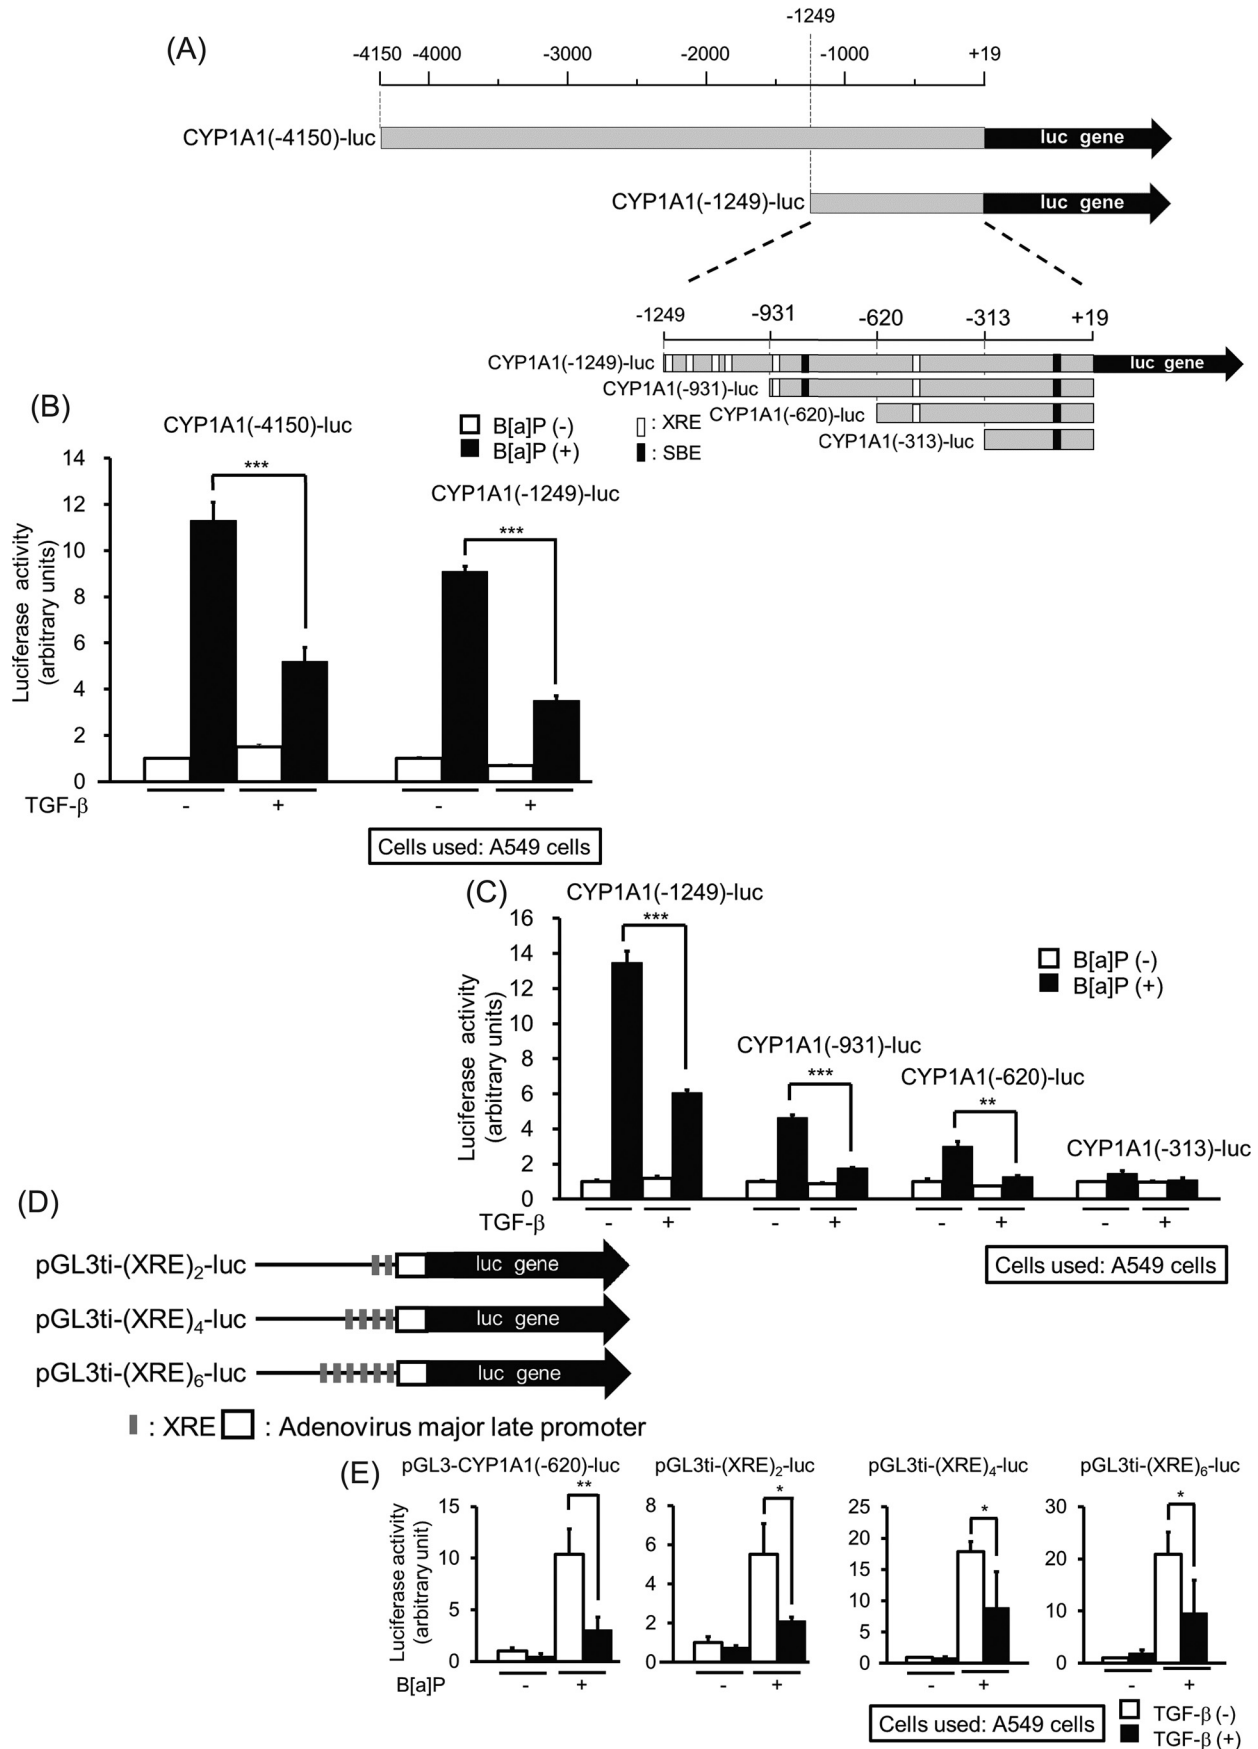 (A)
-1249
-4150 -4000 -3000 -2000 -1000 +19
CYP1A1(-4150)-luc luc gene
CYP1A1(-1249)-luc luc gene
-1249 -931 -620 -313 +19
CYP1A1(-1249)-luc luc gene
CYP1A1(-931)-luc
CYP1A1(-620)-luc
CYP1A1(-313)-luc
: XRE
: SBE
(B)
CYP1A1(-4150)-luc
B[a]P (-)
B[a]P (+)
CYP1A1(-1249)-luc
Luciferase activity
(arbitrary units)
14
12
10
8
6
4
2
0
***
***
TGF-β - + - +
Cells used: A549 cells
(C)
CYP1A1(-1249)-luc
B[a]P (-)
B[a]P (+)
CYP1A1(-931)-luc
CYP1A1(-620)-luc
CYP1A1(-313)-luc
Luciferase activity
(arbitrary units)
16
14
12
10
8
6
4
2
0
***
***
**
TGF-β - + - + - + - +
Cells used: A549 cells
(D)
pGL3ti-(XRE)2-luc luc gene
pGL3ti-(XRE)4-luc luc gene
pGL3ti-(XRE)6-luc luc gene
: XRE : Adenovirus major late promoter
(E)
pGL3-CYP1A1(-620)-luc pGL3ti-(XRE)2-luc pGL3ti-(XRE)4-luc pGL3ti-(XRE)6-luc
Luciferase activity
(arbitrary unit)
15
10
5
0
**
8
6
4
2
0
*
25
20
15
10
5
0
*
30
20
10
0
*
B[a]P - + - + - + - +
Cells used: A549 cells
TGF-β (-)
TGF-β (+)